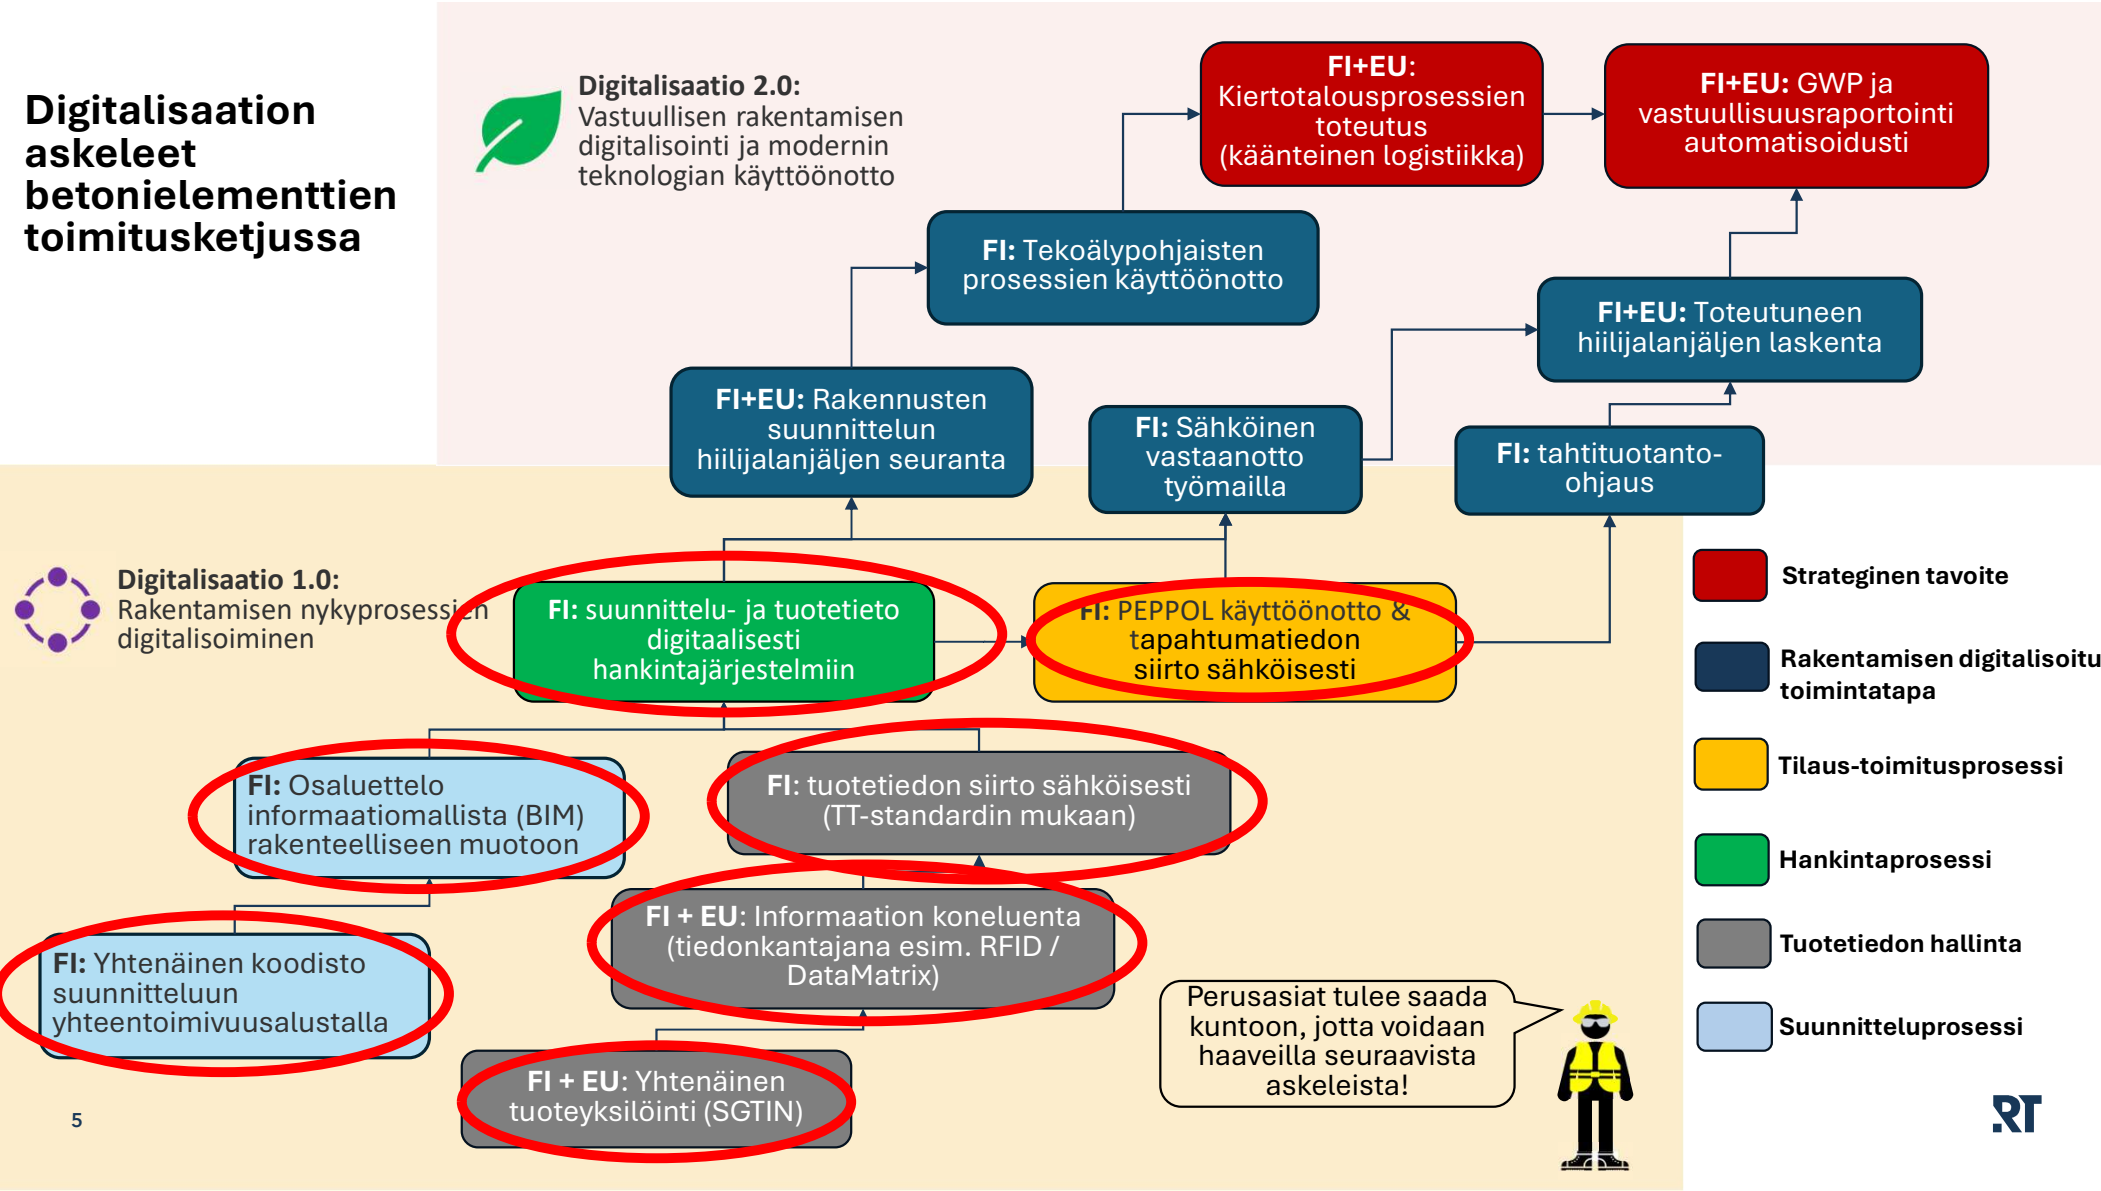 Digitalisaation
askeleet
betonielementtien
toimitusketjussa
Digitalisaatio 2.0:
Vastuullisen rakentamisen
digitalisointi ja modernin
teknologian käyttöönotto
FI+EU:
Kiertotalousprosessien
toteutus
(käänteinen logistiikka)
FI+EU: GWP ja
vastuullisuusraportointi
automatisoidusti
FI: Tekoälypohjaisten
prosessien käyttöönotto
FI+EU: Toteutuneen
hiilijalanjäljen laskenta
FI+EU: Rakennusten
suunnittelun
hiilijalanjäljen seuranta
FI: Sähköinen
vastaanotto
työmailla
FI: tahtituotanto-
ohjaus
Digitalisaatio 1.0:
Rakentamisen nykyprosessien
digitalisoiminen
FI: suunnittelu- ja tuotetieto
digitaalisesti
hankintajärjestelmiin
FI: PEPPOL käyttöönotto &
tapahtumatiedon
siirto sähköisesti
FI: Osaluettelo
informaatiomallista (BIM)
rakenteelliseen muotoon
FI: tuotetiedon siirto sähköisesti
(TT-standardin mukaan)
FI + EU: Informaation koneluenta
(tiedonkantajana esim. RFID /
DataMatrix)
FI: Yhtenäinen koodisto
suunnitteluun
yhteentoimivuusalustalla
FI + EU: Yhtenäinen
tuoteyksilöinti (SGTIN)
Perusasiat tulee saada
kuntoon, jotta voidaan
haaveilla seuraavista
askeleista!
Strateginen tavoite
Rakentamisen digitalisoitu
toimintatapa
Tilaus-toimitusprosessi
Hankintaprosessi
Tuotetiedon hallinta
Suunnitteluprosessi
5
RT